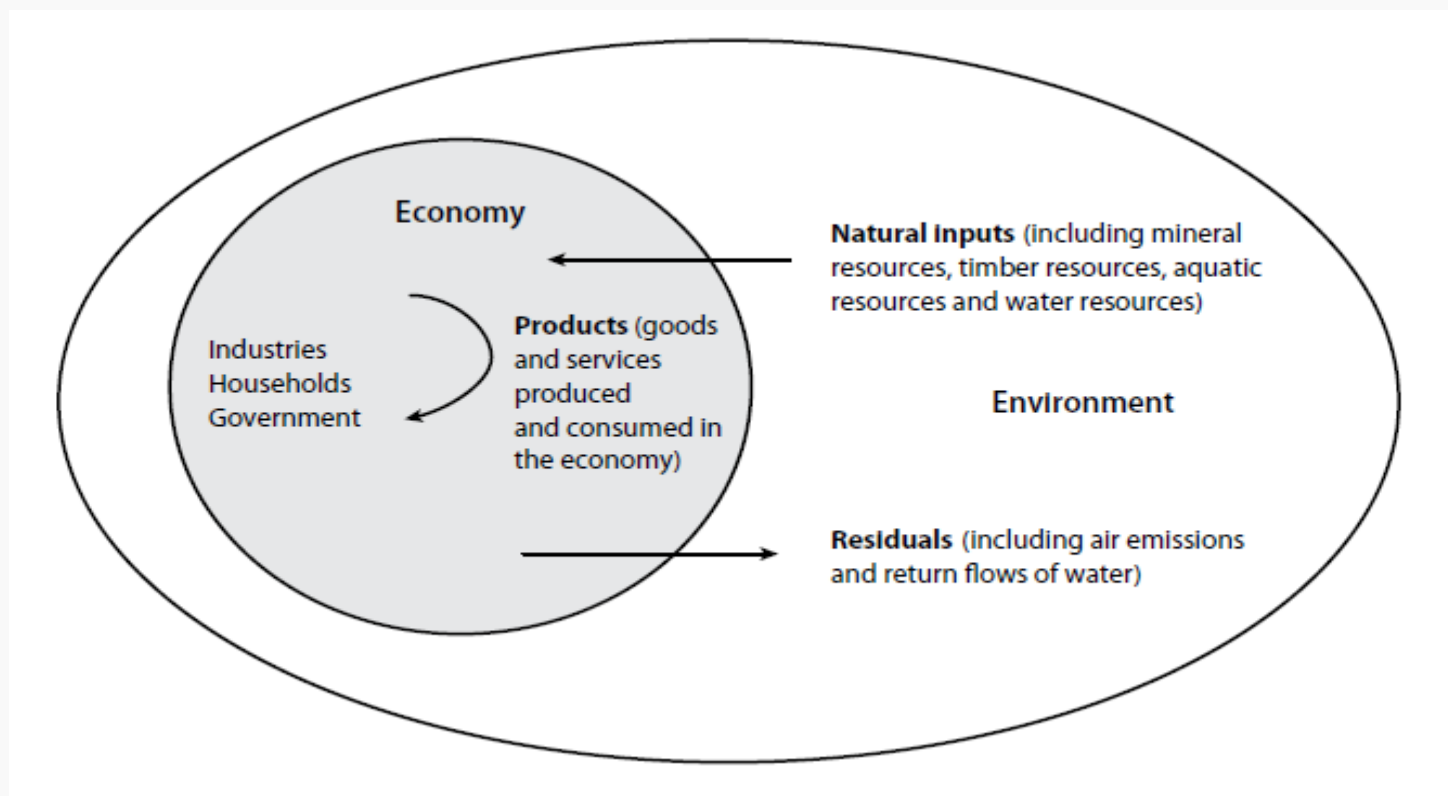 Economy
Natural inputs (including mineral
resources, timber resources, aquatic
resources and water resources)
Products (goods
and services
produced
and consumed in
the economy)
Industries
Households
Government
Environment
Residuals (including air emissions
and return flows of water)